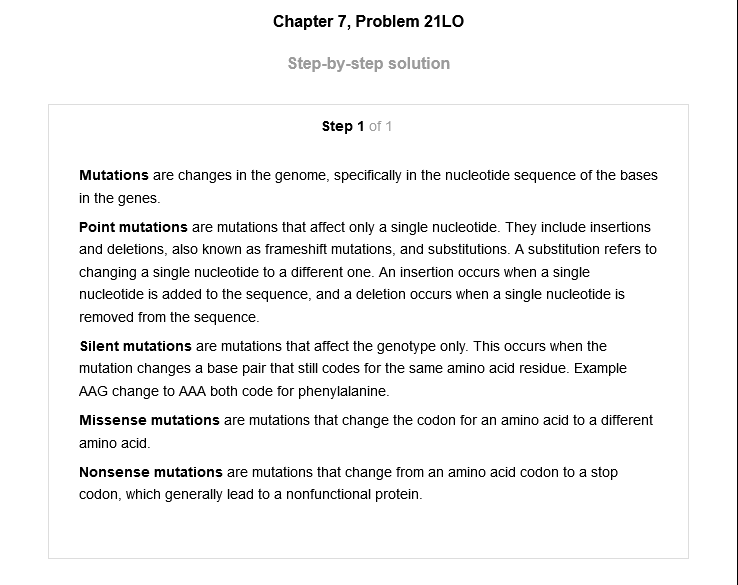 Chapter 7, Problem 21LO
Step-by-step solution
Step 1 of 1
Mutations are changes in the genome, specifically in the nucleotide sequence of the bases
in the genes.
Point mutations are mutations that affect only a single nucleotide. They include insertions
and deletions, also known as frameshift mutations, and substitutions. A substitution refers to
changing a single nucleotide to a different one. An insertion occurs when a single
nucleotide is added to the sequence, and a deletion occurs when a single nucleotide is
removed from the sequence.
Silent mutations are mutations that affect the genotype only. This occurs when the
mutation changes a base pair that still codes for the same amino acid residue. Example
AAG change to AAA both code for phenylalanine.
Missense mutations are mutations that change the codon for an amino acid to a different
amino acid.
Nonsense mutations are mutations that change from an amino acid codon to a stop
codon, which generally lead to a nonfunctional protein.